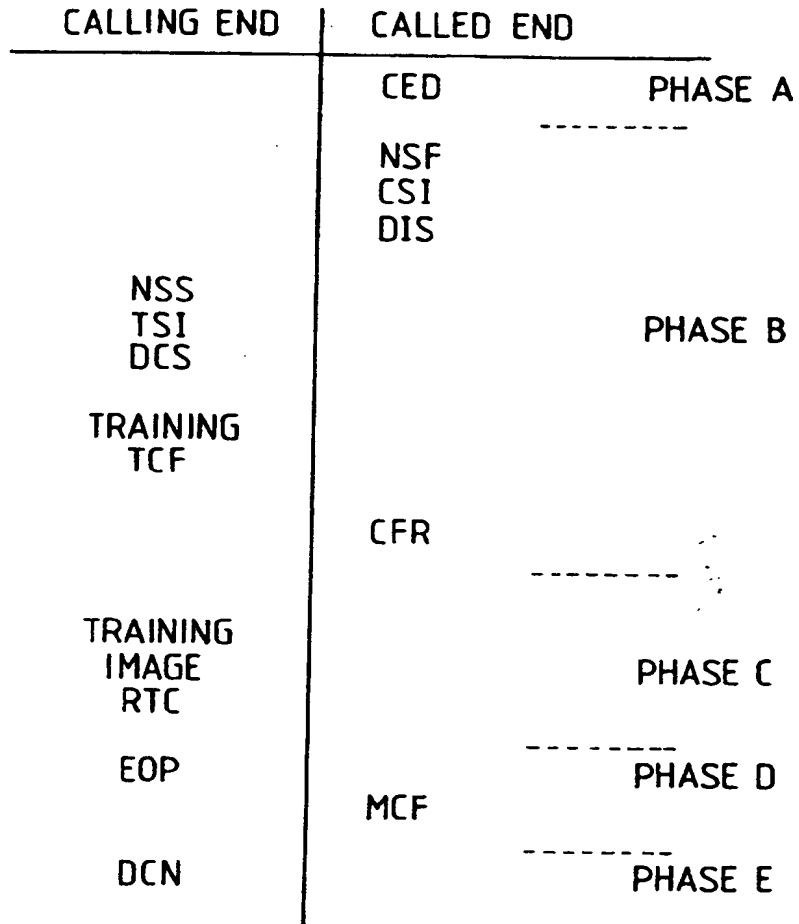 CALLING END CALLED END
CED PHASE A
NSF
CSI
DIS
NSS
TSI PHASE B
DCS
TRAINING
TCF
CFR
TRAINING
IMAGE PHASE C
RTC
EOP PHASE D
MCF
DCN PHASE E